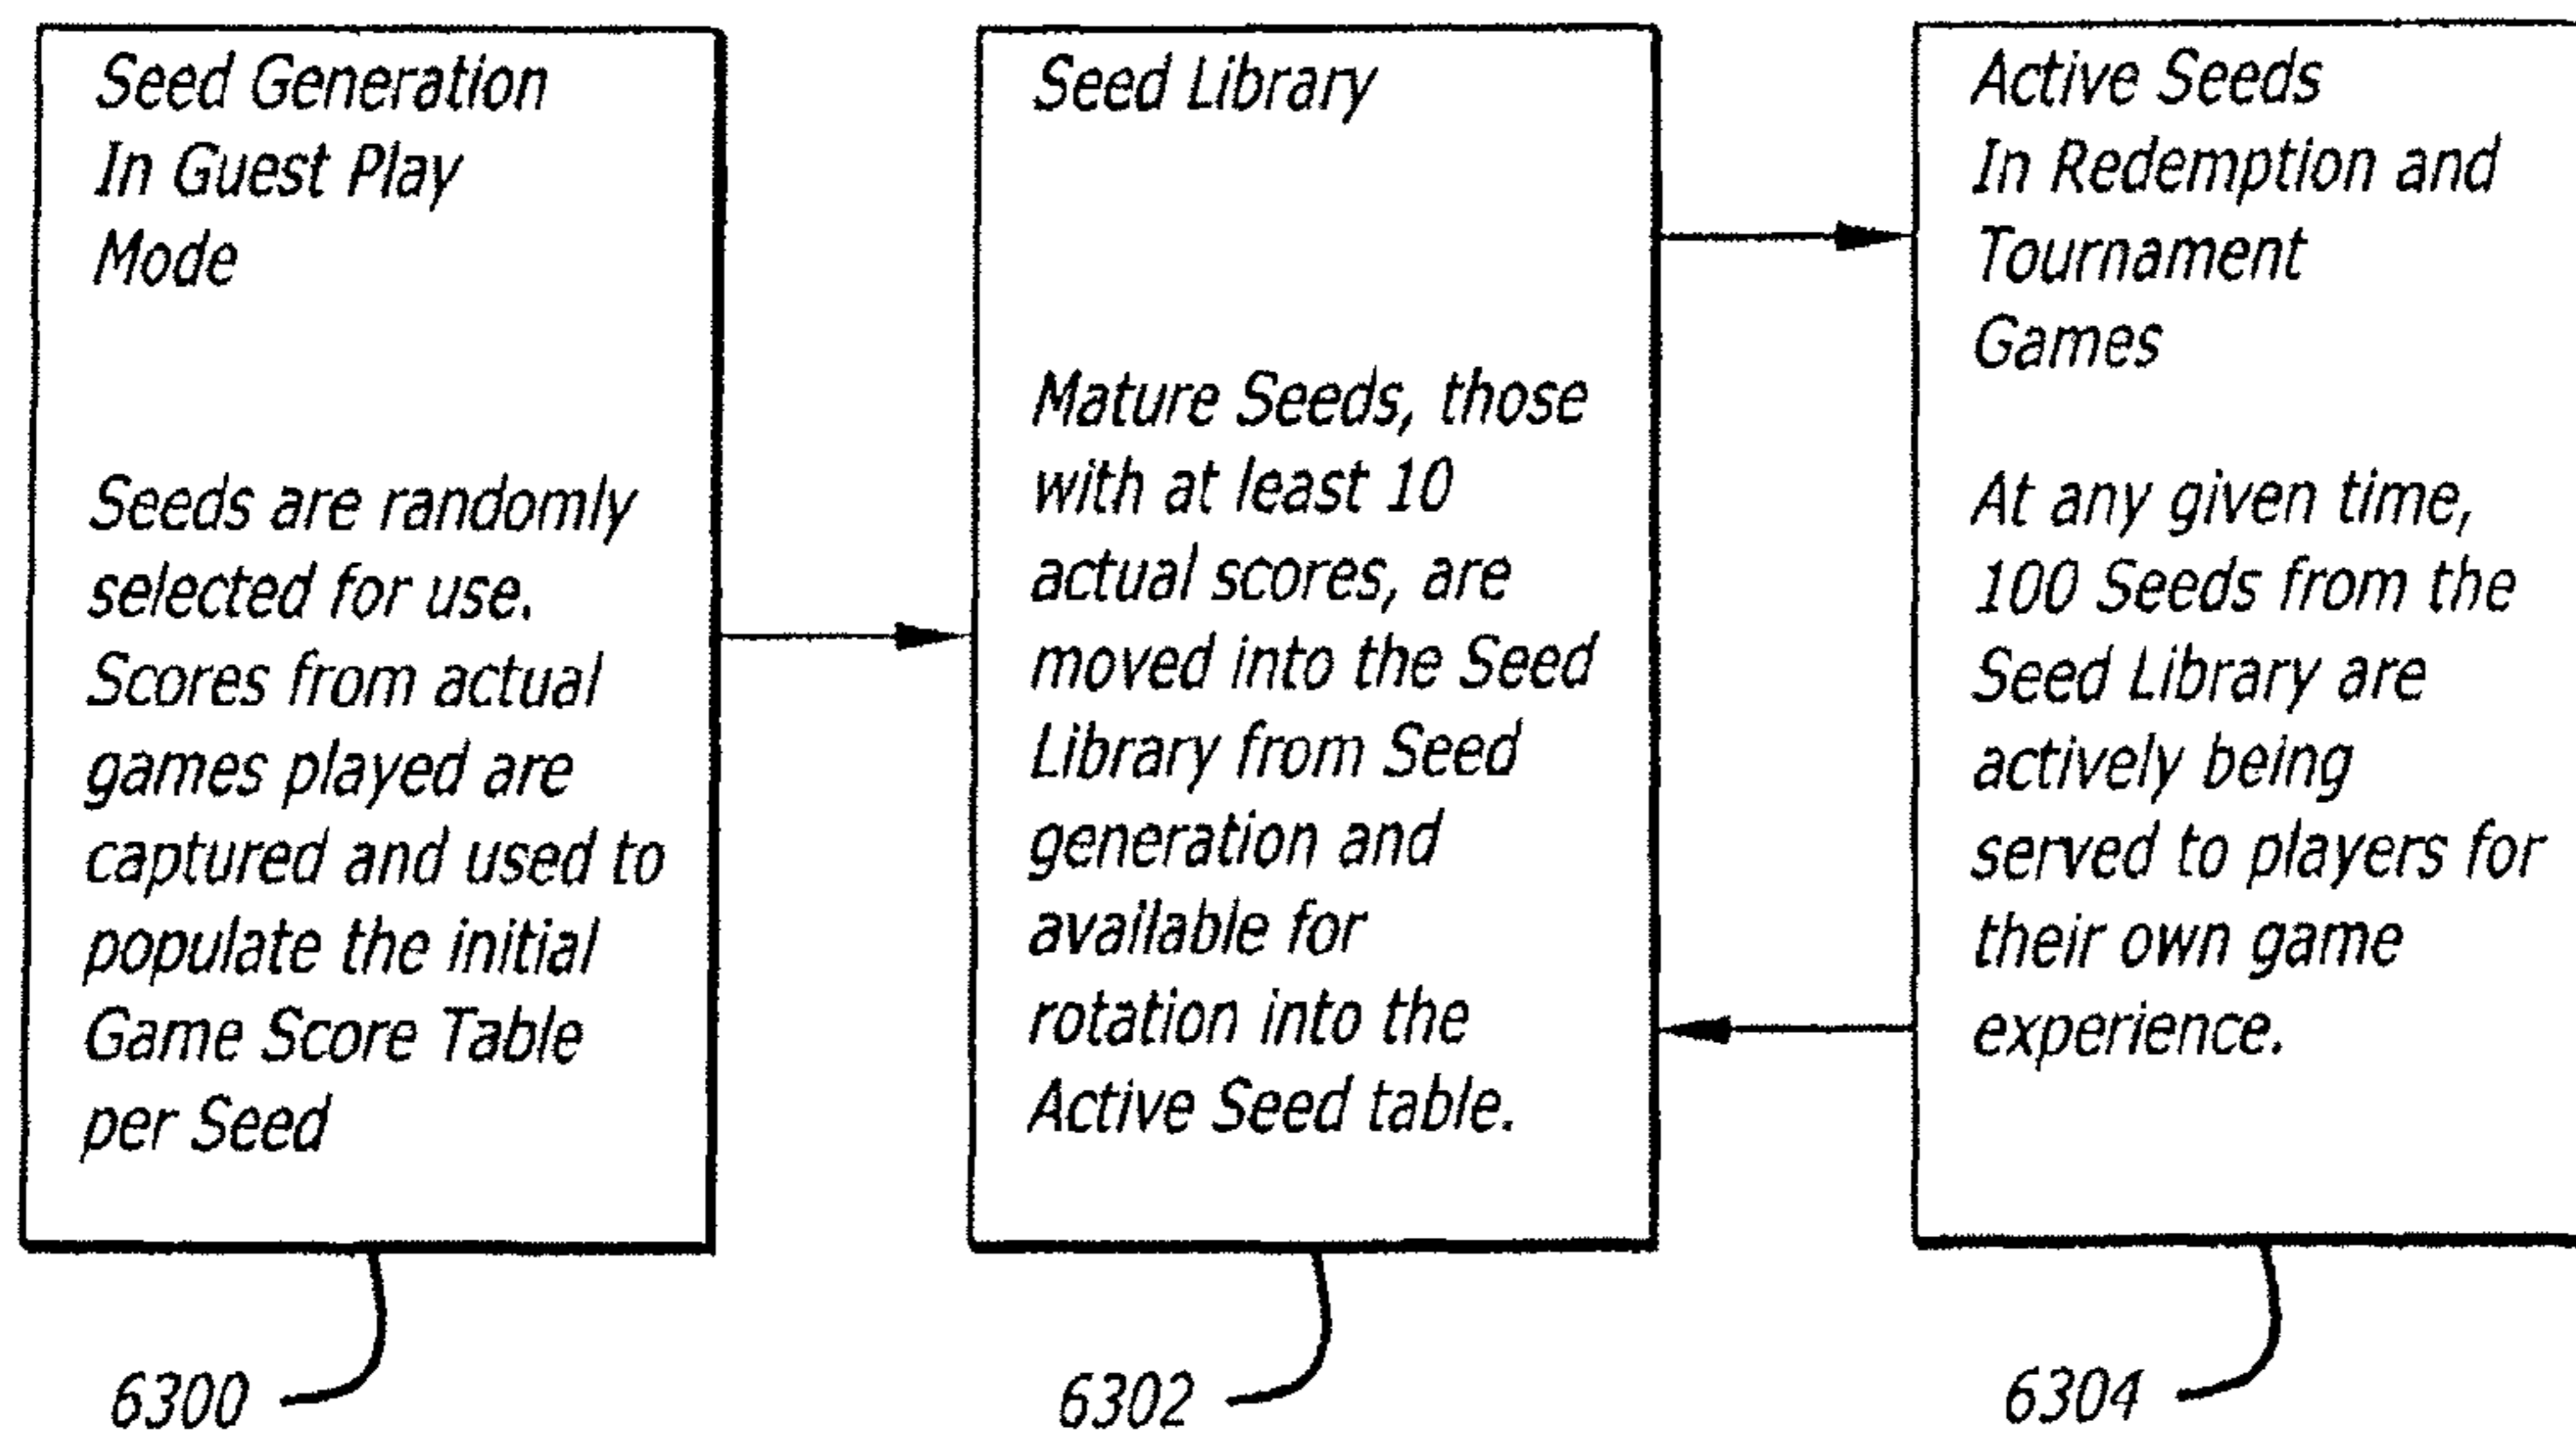 Seed Generation
In Guest Play
Mode
Seeds are randomly
selected for use.
Scores from actual
games played are
captured and used to
populate the initial
Game Score Table
per Seed
6300
Seed Library
Mature Seeds, those
with at least 10
actual scores, are
moved into the Seed
Library from Seed
generation and
available for
rotation into the
Active Seed table.
6302
Active Seeds
In Redemption and
Tournament
Games
At any given time,
100 Seeds from the
Seed Library are
actively being
served to players for
their own game
experience.
6304